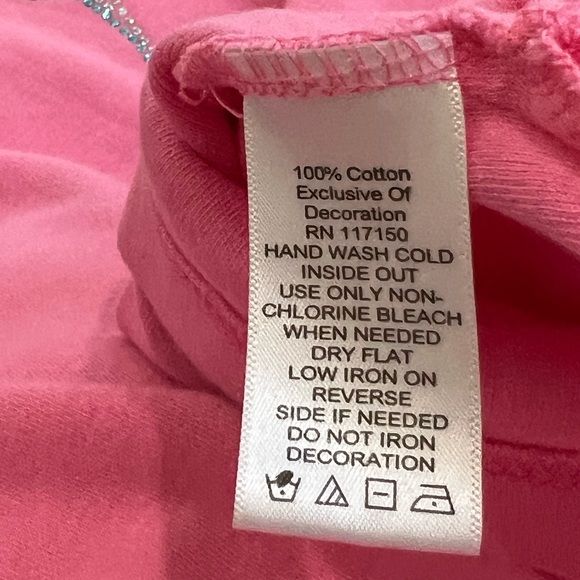 100% Cotton
Exclusive Of
Decoration
RN 117150
HAND WASH COLD
INSIDE OUT
USE ONLY NON-
CHLORINE BLEACH
WHEN NEEDED
DRY FLAT
LOW IRON ON
REVERSE
SIDE IF NEEDED
DO NOT IRON
DECORATION